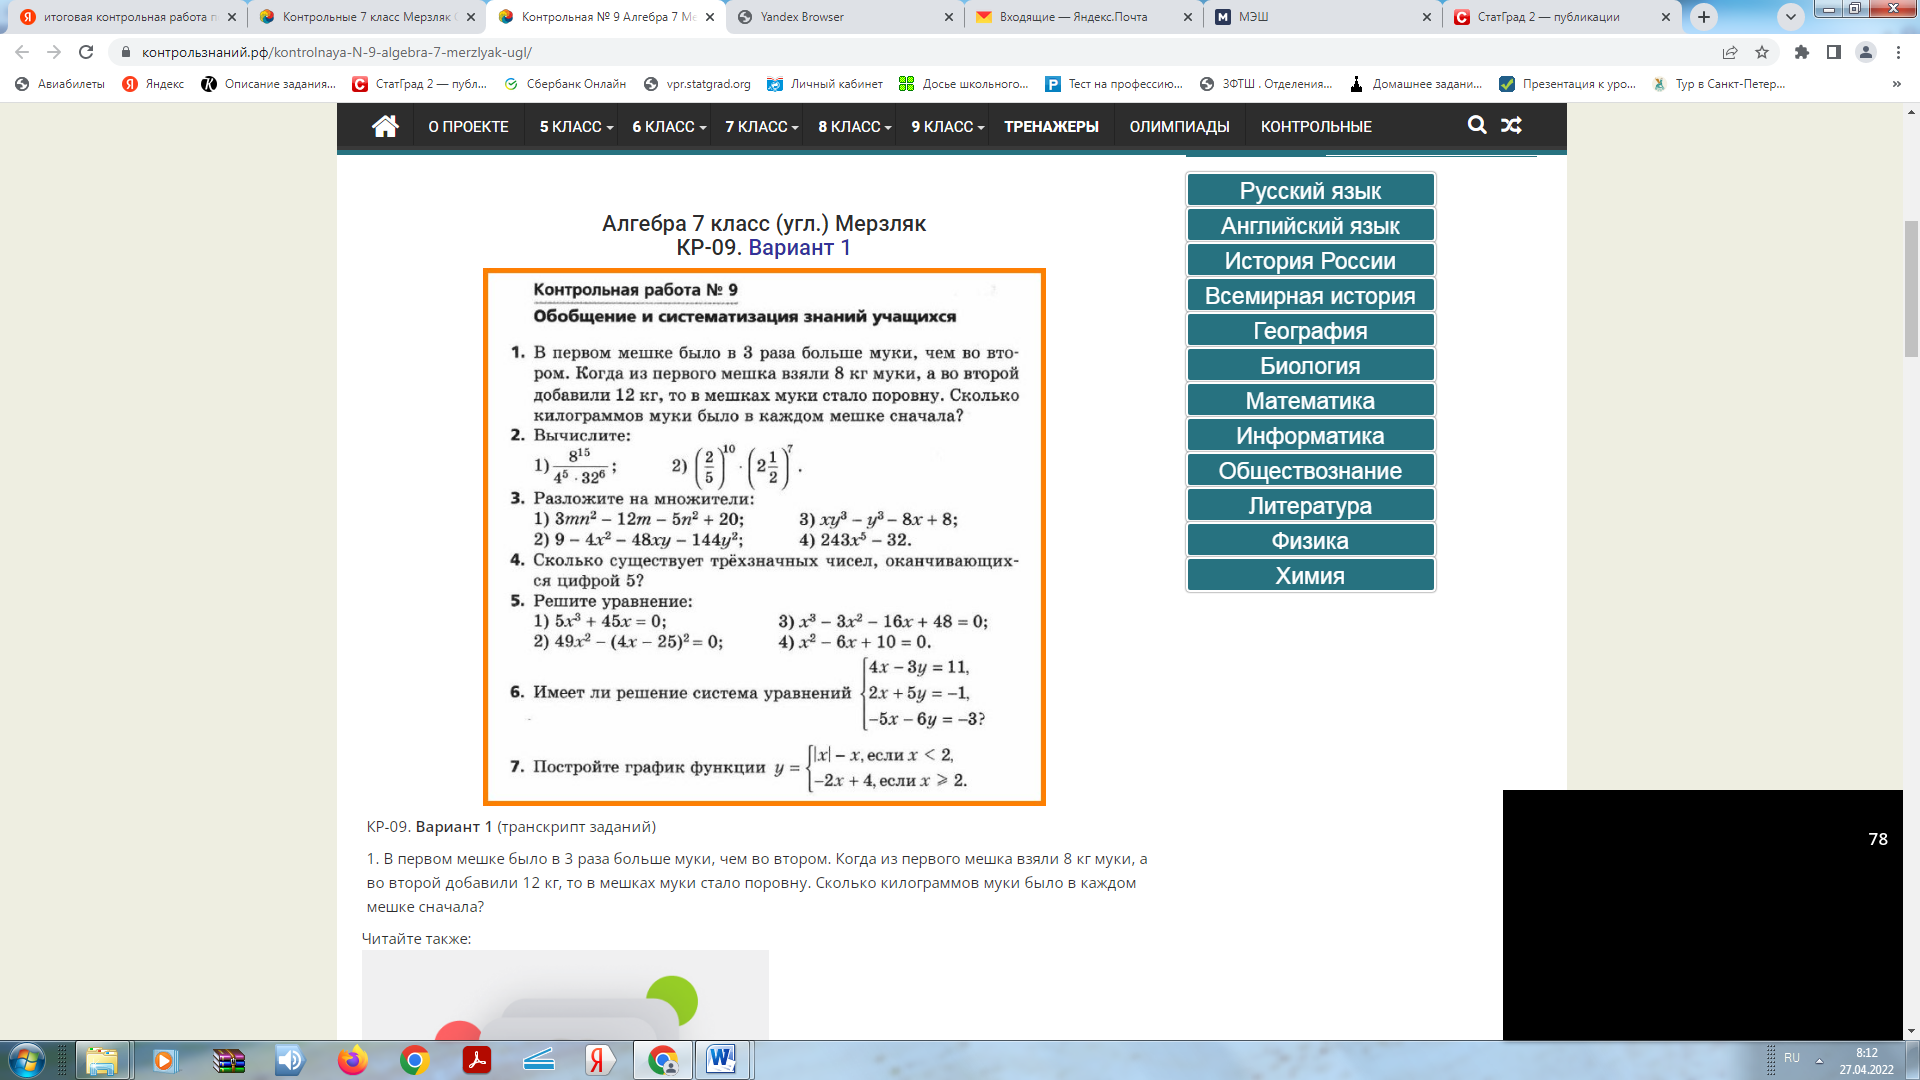 итоговая контрольная работа п
Контрольные 7 класс Мерзляк
Контрольная № 9 Алгебра 7 Ме
Yandex Browser
Входящие — Яндекс.Почта
МЭШ
СтатГрад 2 — публикации
контрользнаний.рф/kontrolnaya-N-9-algebra-7-merzlyak-ugl/
Авиабилеты
Яндекс
Описание задания...
СтатГрад 2 — публ...
Сбербанк Онлайн
vpr.statgrad.org
Личный кабинет
Досье школьного...
Тест на профессию...
ЗФТШ . Отделения...
Домашнее задани...
Презентация к уро...
Тур в Санкт-Петер...
»
О ПРОЕКТЕ 5 КЛАСС 6 КЛАСС 7 КЛАСС 8 КЛАСС 9 КЛАСС ТРЕНАЖЕРЫ ОЛИМПИАДЫ КОНТРОЛЬНЫЕ
Алгебра 7 класс (угл.) Мерзляк
КР-09. Вариант 1
Контрольная работа № 9
Обобщение и систематизация знаний учащихся
1. В первом мешке было в 3 раза больше муки, чем во вто-
ром. Когда из первого мешка взяли 8 кг муки, а во второй
добавили 12 кг, то в мешках муки стало поровну. Сколько
килограммов муки было в каждом мешке сначала?
2. Вычислите:
1) 8¹⁵/(4⁵ · 32⁶); 2) (2/5)¹⁰ · (2 1/2)⁷.
3. Разложите на множители:
1) 3mn² – 12m – 5n² + 20; 3) xy³ – y³ – 8x + 8;
2) 9 – 4x² – 48xy – 144y²; 4) 243x⁵ – 32.
4. Сколько существует трёхзначных чисел, оканчивающих-
ся цифрой 5?
5. Решите уравнение:
1) 5x³ + 45x = 0; 3) x³ – 3x² – 16x + 48 = 0;
2) 49x² – (4x – 25)² = 0; 4) x² – 6x + 10 = 0.
6. Имеет ли решение система уравнений
4x – 3y = 11,
2x + 5y = –1,
–5x – 6y = –3?
7. Постройте график функции y =
|x| – x, если x < 2,
–2x + 4, если x ⩾ 2.
КР-09. Вариант 1 (транскрипт заданий)
1. В первом мешке было в 3 раза больше муки, чем во втором. Когда из первого мешка взяли 8 кг муки, а
во второй добавили 12 кг, то в мешках муки стало поровну. Сколько килограммов муки было в каждом
мешке сначала?
Читайте также:
Русский язык
Английский язык
История России
Всемирная история
География
Биология
Математика
Информатика
Обществознание
Литература
Физика
Химия
78
RU
8:12
27.04.2022